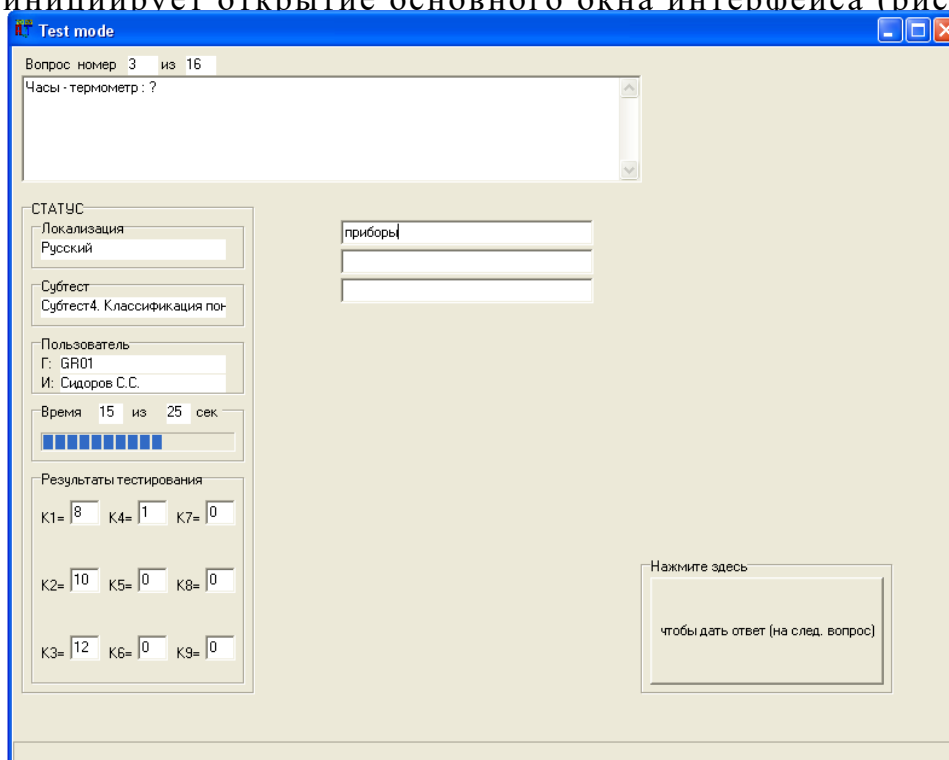 инициирует открытие основного окна интерфейса (рис
Test mode
Вопрос номер 3 из 16
Часы - термометр : ?
СТАТУС
Локализация
Русский
Субтест
Субтест4. Классификация пон
Пользователь
Г: GR01
И: Сидоров С.С.
Время 15 из 25 сек
Результаты тестирования
K1= 8 K4= 1 K7= 0
K2= 10 K5= 0 K8= 0
K3= 12 K6= 0 K9= 0
приборы
Нажмите здесь
чтобы дать ответ (на след. вопрос)